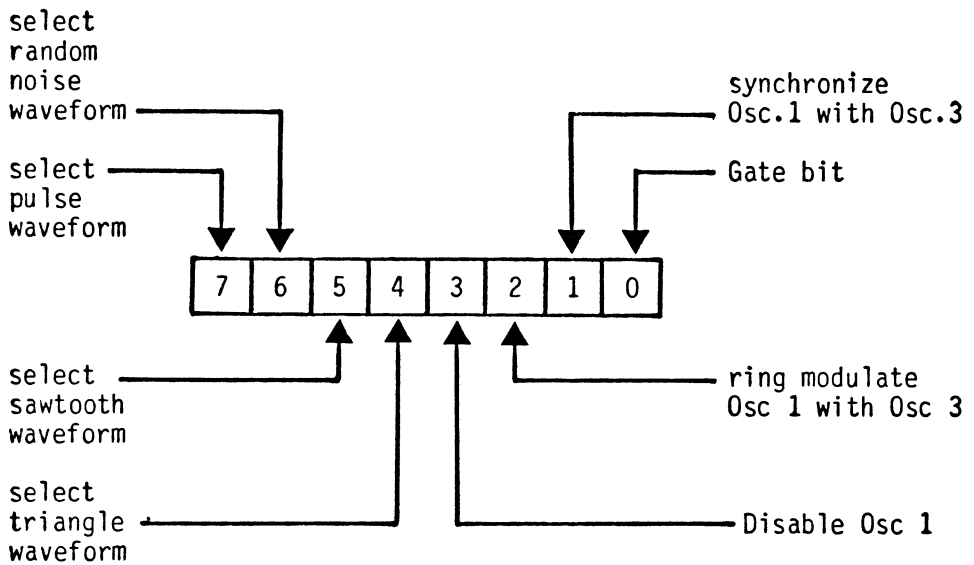 select
random
noise
waveform
synchronize
Osc.1 with Osc.3
select
pulse
waveform
Gate bit
7 6 5 4 3 2 1 0
select
sawtooth
waveform
ring modulate
Osc 1 with Osc 3
select
triangle
waveform
Disable Osc 1